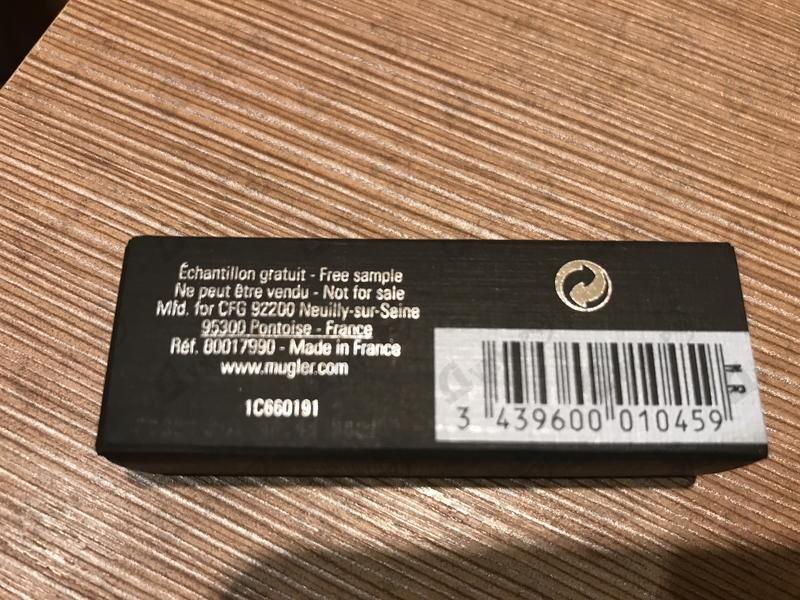 Échantillon gratuit - Free sample
Ne peut être vendu - Not for sale
Mfd. for CFG 92200 Neuilly-sur-Seine
95300 Pontoise - France
Réf. 80017990 - Made in France
www.mugler.com
1C660191
3 439600 010459